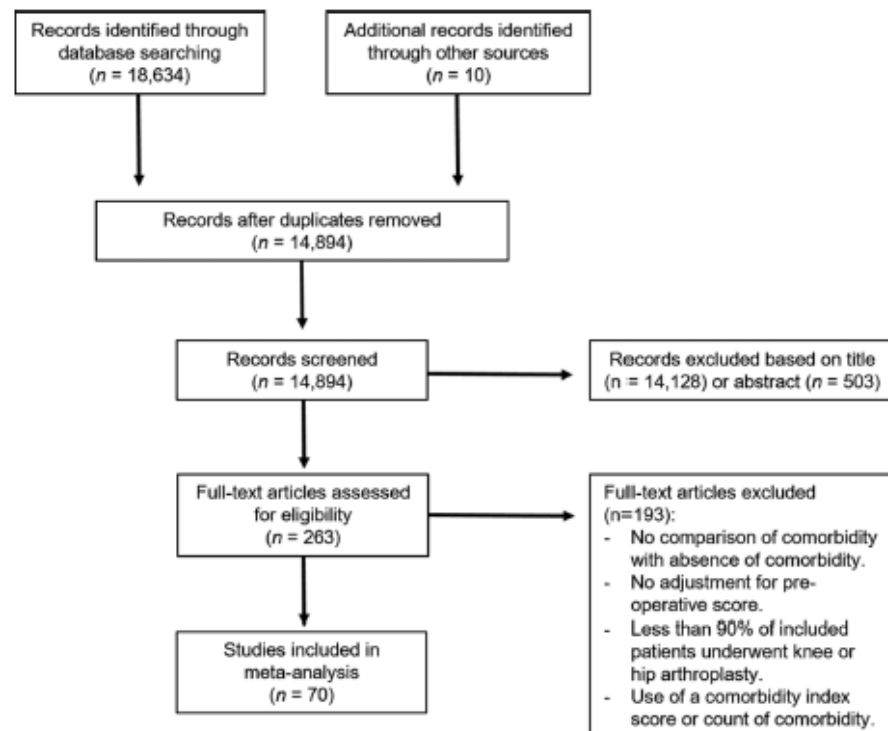 Records identified through
database searching
(n = 18,634)
Additional records identified
through other sources
(n = 10)
Records after duplicates removed
(n = 14,894)
Records screened
(n = 14,894)
Records excluded based on title
(n = 14,128) or abstract (n = 503)
Full-text articles assessed
for eligibility
(n = 263)
Full-text articles excluded
(n=193):
- No comparison of comorbidity
with absence of comorbidity.
- No adjustment for pre-
operative score.
- Less than 90% of included
patients underwent knee or
hip arthroplasty.
- Use of a comorbidity index
score or count of comorbidity.
Studies included in
meta-analysis
(n = 70)